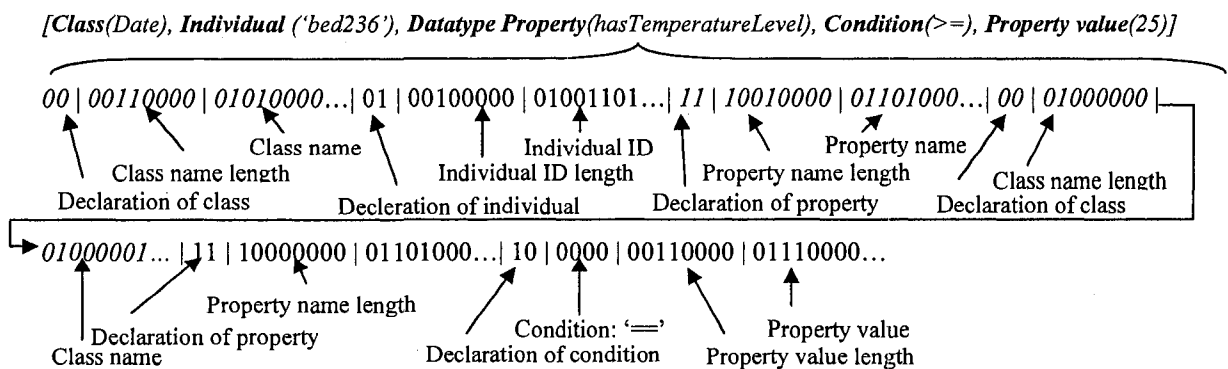 [Class(Date), Individual ('bed236'), Datatype Property(hasTemperatureLevel), Condition(>=), Property value(25)]
00 | 00110000 | 01010000... | 01 | 00100000 | 01001101... | 11 | 10010000 | 01101000... | 00 | 01000000 |
Class name Individual ID Property name
Class name length Individual ID length Property name length Class name length
Declaration of class Decleration of individual Declaration of property Declaration of class
01000001... | 11 | 10000000 | 01101000... | 10 | 0000 | 00110000 | 01110000...
Property name length Condition: '==' Property value
Declaration of property Declaration of condition Property value length
Class name